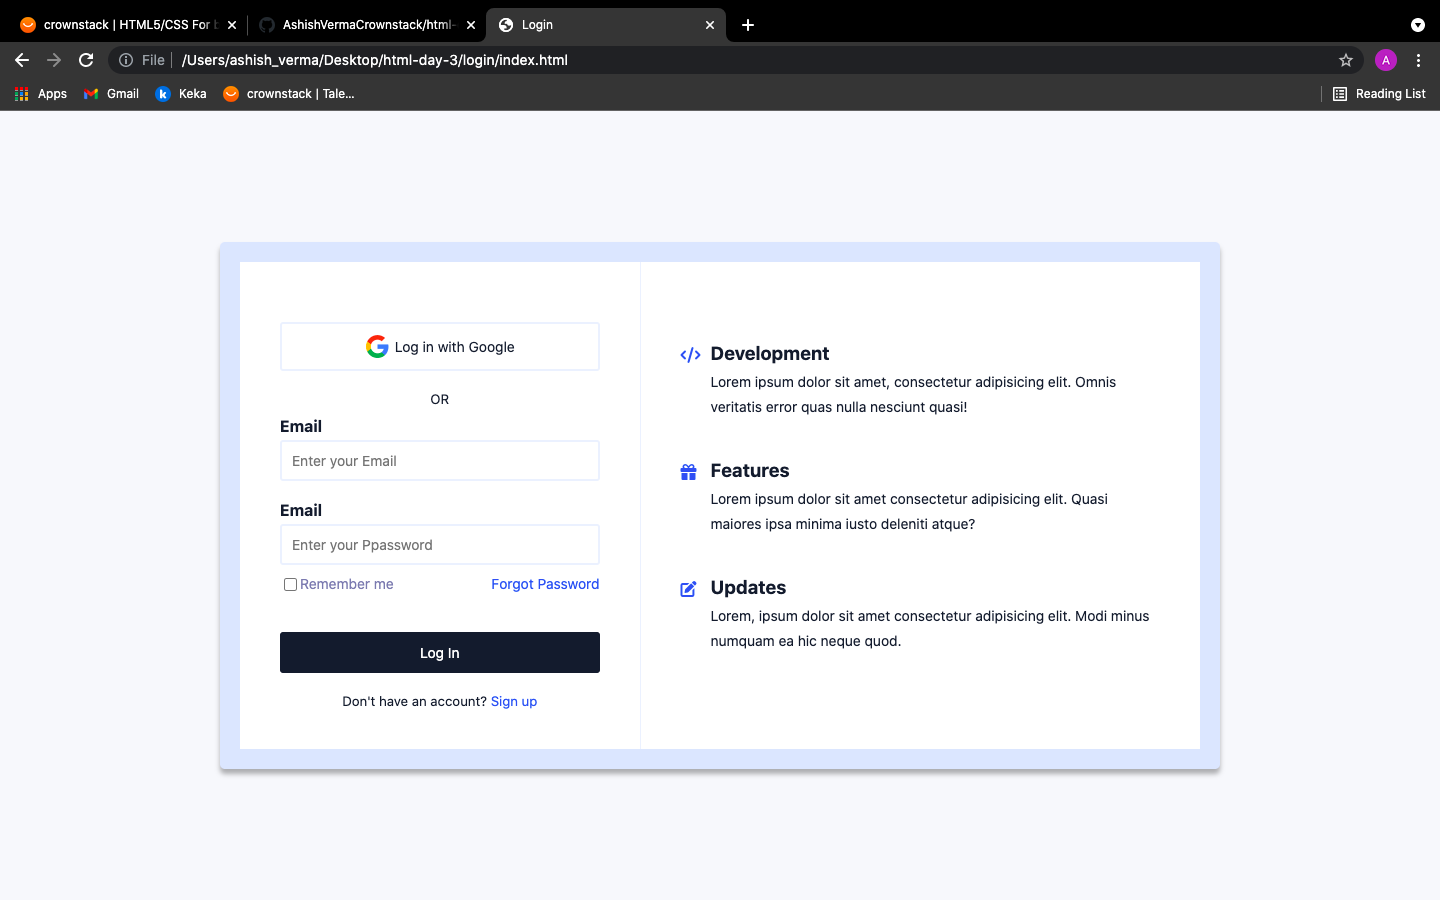 crownstack | HTML5/CSS For b
AshishVermaCrownstack/html-
Login
File
/Users/ashish_verma/Desktop/html-day-3/login/index.html
A
Apps
Gmail
k
Keka
crownstack | Tale...
Reading List
Log in with Google
OR
Email
Enter your Email
Email
Enter your Ppassword
Remember me
Forgot Password
Log In
Don't have an account? Sign up
Development
Lorem ipsum dolor sit amet, consectetur adipisicing elit. Omnis
veritatis error quas nulla nesciunt quasi!
Features
Lorem ipsum dolor sit amet consectetur adipisicing elit. Quasi
maiores ipsa minima iusto deleniti atque?
Updates
Lorem, ipsum dolor sit amet consectetur adipisicing elit. Modi minus
numquam ea hic neque quod.